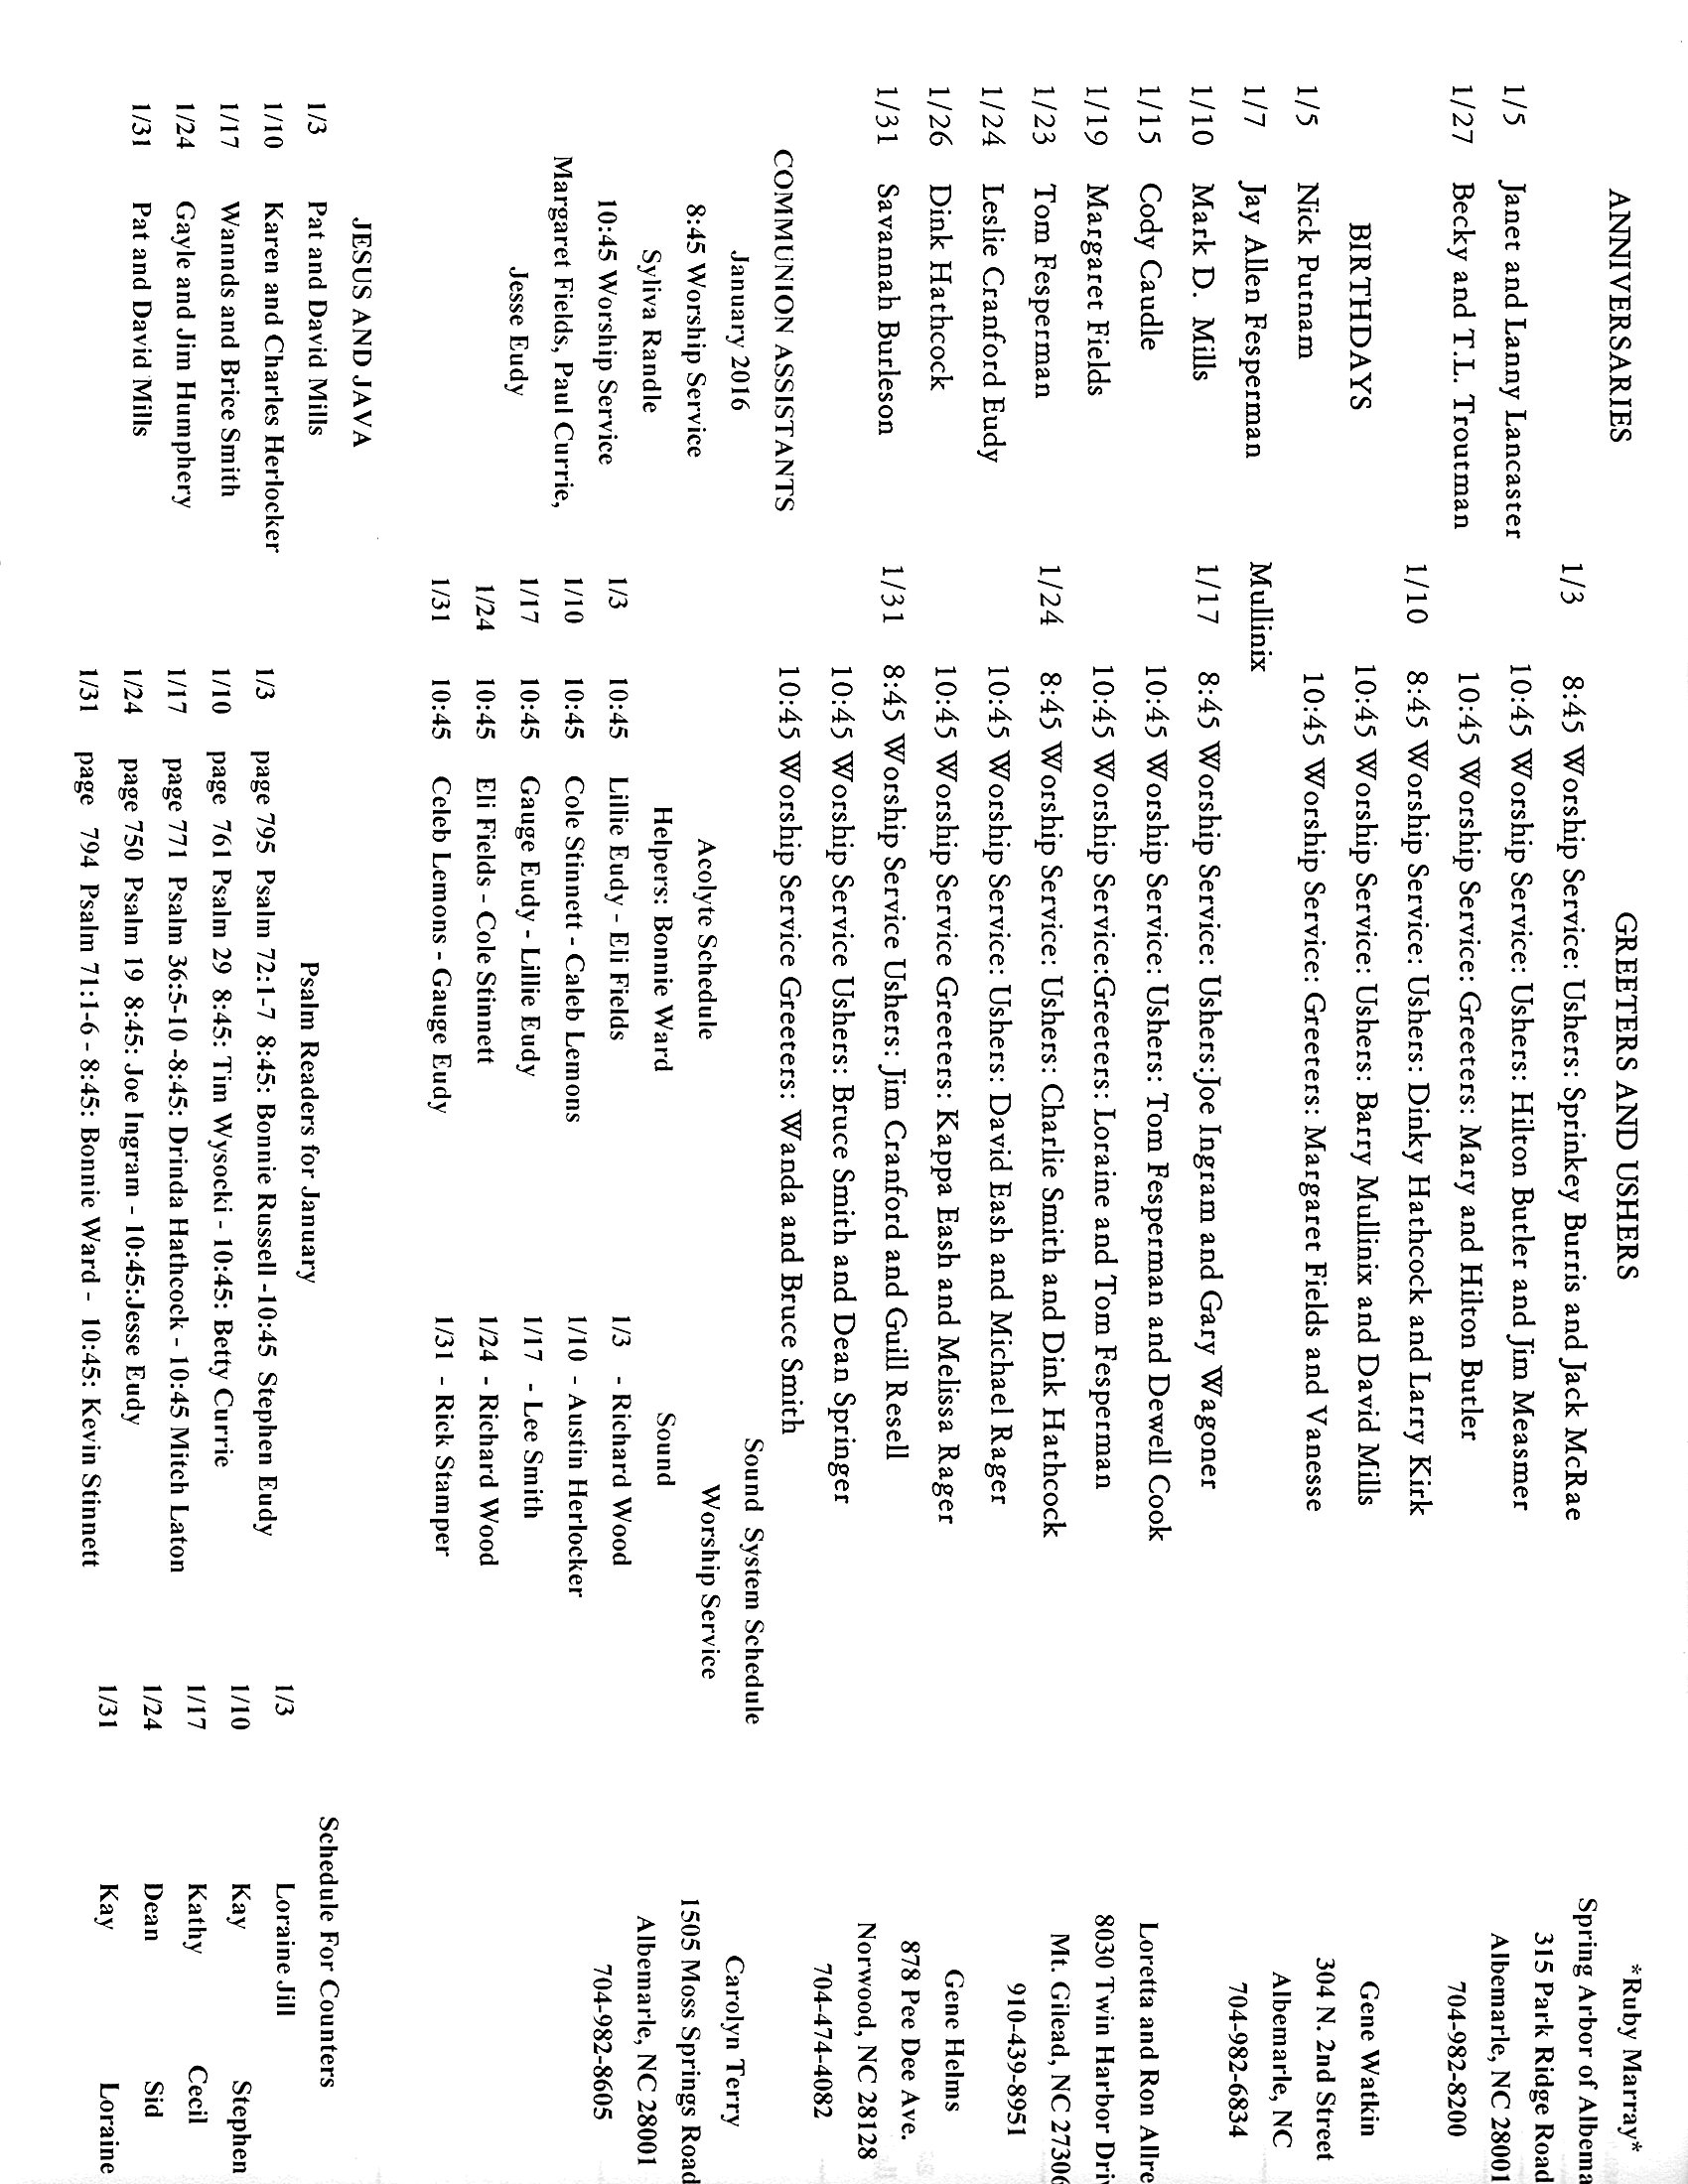 ANNIVERSARIES
1/5 Janet and Lanny Lancaster
1/27 Becky and T.L. Troutman
BIRTHDAYS
1/5 Nick Putnam
1/7 Jay Allen Fesperman
1/10 Mark D. Mills
1/15 Cody Caudle
1/19 Margaret Fields
1/23 Tom Fesperman
1/24 Leslie Cranford Eudy
1/26 Dink Hathcock
1/31 Savannah Burleson
COMMUNION ASSISTANTS
January 2016
8:45 Worship Service
Syliva Randle
10:45 Worship Service
Margaret Fields, Paul Currie,
Jesse Eudy
JESUS AND JAVA
1/3 Pat and David Mills
1/10 Karen and Charles Herlocker
1/17 Wannds and Brice Smith
1/24 Gayle and Jim Humphery
1/31 Pat and David Mills
GREETERS AND USHERS
1/3 8:45 Worship Service: Ushers: Sprinkey Burris and Jack McRae
10:45 Worship Service: Ushers: Hilton Butler and Jim Measmer
10:45 Worship Service: Greeters: Mary and Hilton Butler
1/10 8:45 Worship Service: Ushers: Dinky Hathcock and Larry Kirk
10:45 Worship Service: Ushers: Barry Mullinix and David Mills
10:45 Worship Service: Greeters: Margaret Fields and Vanesse
Mullinix
1/17 8:45 Worship Service: Ushers:Joe Ingram and Gary Wagoner
10:45 Worship Service: Ushers: Tom Fesperman and Dewell Cook
10:45 Worship Service:Greeters: Loraine and Tom Fesperman
1/24 8:45 Worship Service: Ushers: Charlie Smith and Dink Hathcock
10:45 Worship Service: Ushers: David Eash and Michael Rager
10:45 Worship Service Greeters: Kappa Eash and Melissa Rager
1/31 8:45 Worship Service Ushers: Jim Cranford and Guill Resell
10:45 Worship Service Ushers: Bruce Smith and Dean Springer
10:45 Worship Service Greeters: Wanda and Bruce Smith
Acolyte Schedule
Helpers: Bonnie Ward
1/3 10:45 Lillie Eudy - Eli Fields
1/10 10:45 Cole Stinnett - Caleb Lemons
1/17 10:45 Gauge Eudy - Lillie Eudy
1/24 10:45 Eli Fields - Cole Stinnett
1/31 10:45 Celeb Lemons - Gauge Eudy
Sound System Schedule
Worship Service
Sound
1/3 - Richard Wood
1/10 - Austin Herlocker
1/17 - Lee Smith
1/24 - Richard Wood
1/31 - Rick Stamper
Psalm Readers for January
1/3 page 795 Psalm 72:1-7 8:45: Bonnie Russell -10:45 Stephen Eudy
1/10 page 761 Psalm 29 8:45: Tim Wysocki - 10:45: Betty Currie
1/17 page 771 Psalm 36:5-10 -8:45: Drinda Hathcock - 10:45 Mitch Laton
1/24 page 750 Psalm 19 8:45: Joe Ingram - 10:45:Jesse Eudy
1/31 page 794 Psalm 71:1-6 - 8:45: Bonnie Ward - 10:45: Kevin Stinnett
*Ruby Marray*
Spring Arbor of Albema
315 Park Ridge Road
Albemarle, NC 28001
704-982-8200
Gene Watkin
304 N. 2nd Street
Albemarle, NC
704-982-6834
Loretta and Ron Allre
8030 Twin Harbor Driv
Mt. Gilead, NC 27306
910-439-8951
Gene Helms
878 Pee Dee Ave.
Norwood, NC 28128
704-474-4082
Carolyn Terry
1505 Moss Springs Road
Albemarle, NC 28001
704-982-8605
Schedule For Counters
1/3 Loraine Jill
1/10 Kay Stephen
1/17 Kathy Cecil
1/24 Dean Sid
1/31 Kay Loraine